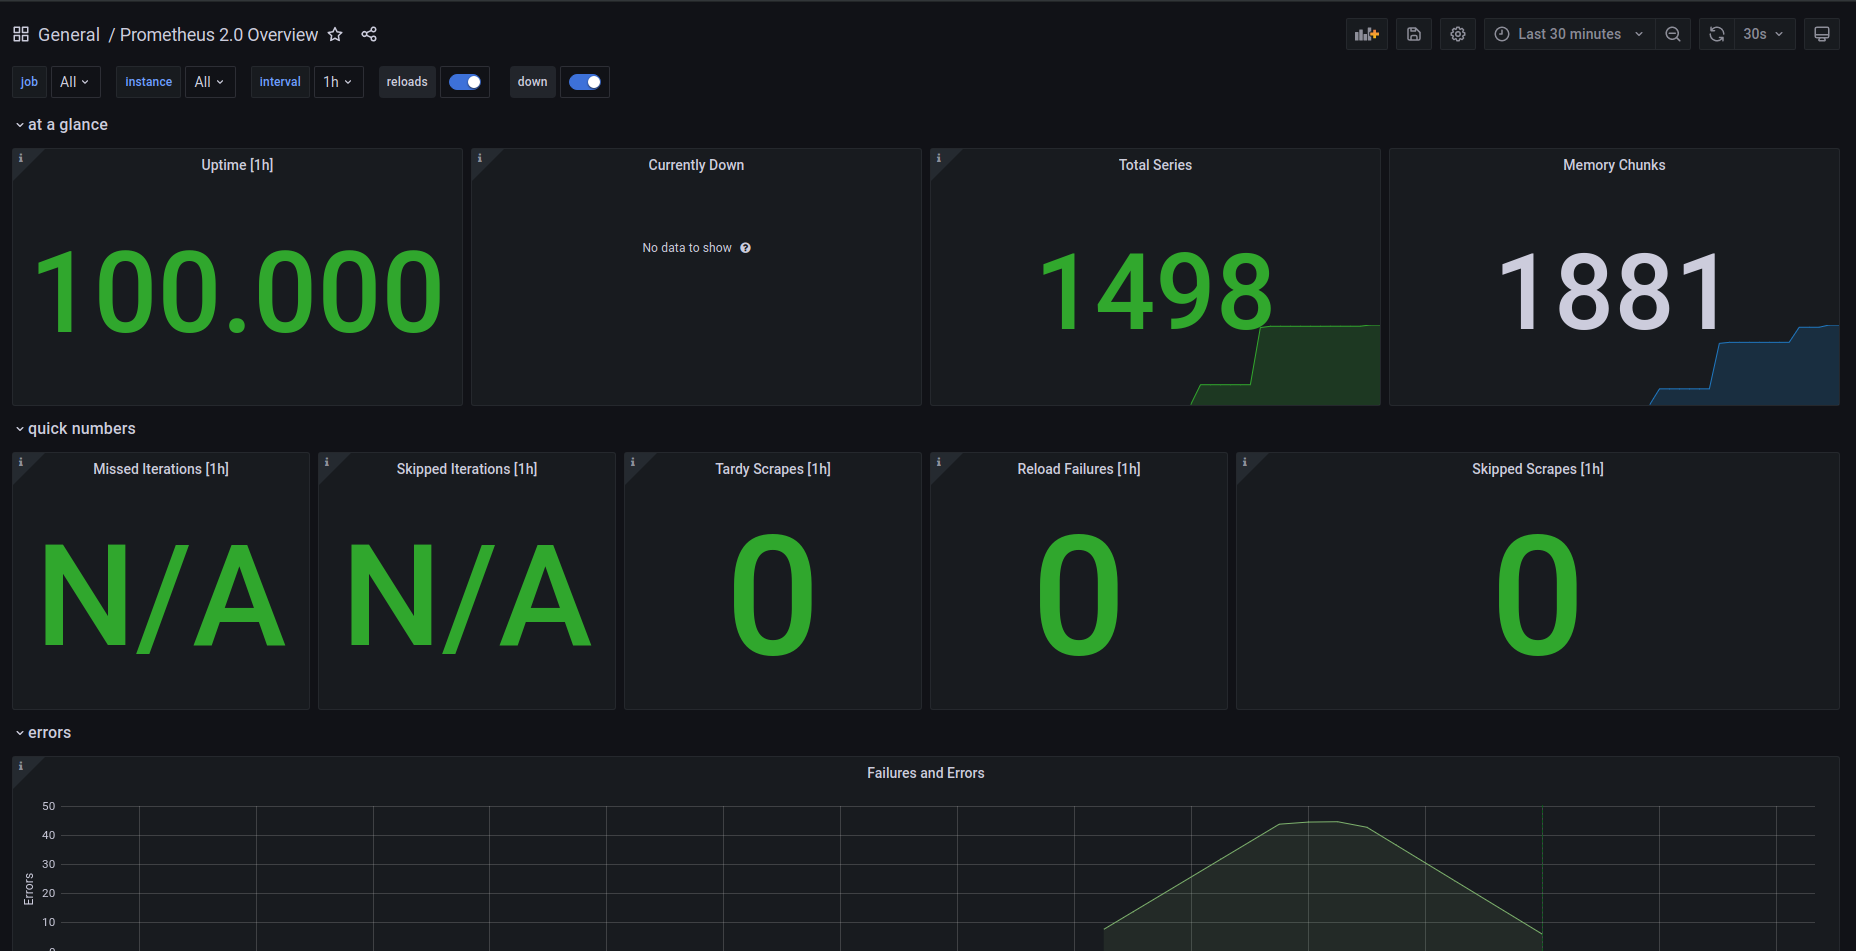 General / Prometheus 2.0 Overview
Last 30 minutes
30s
job All instance All interval 1h reloads down
at a glance
Uptime [1h]
100.000
Currently Down
No data to show
Total Series
1498
Memory Chunks
1881
quick numbers
Missed Iterations [1h]
N/A
Skipped Iterations [1h]
N/A
Tardy Scrapes [1h]
0
Reload Failures [1h]
0
Skipped Scrapes [1h]
0
errors
Failures and Errors
Errors
50
40
30
20
10